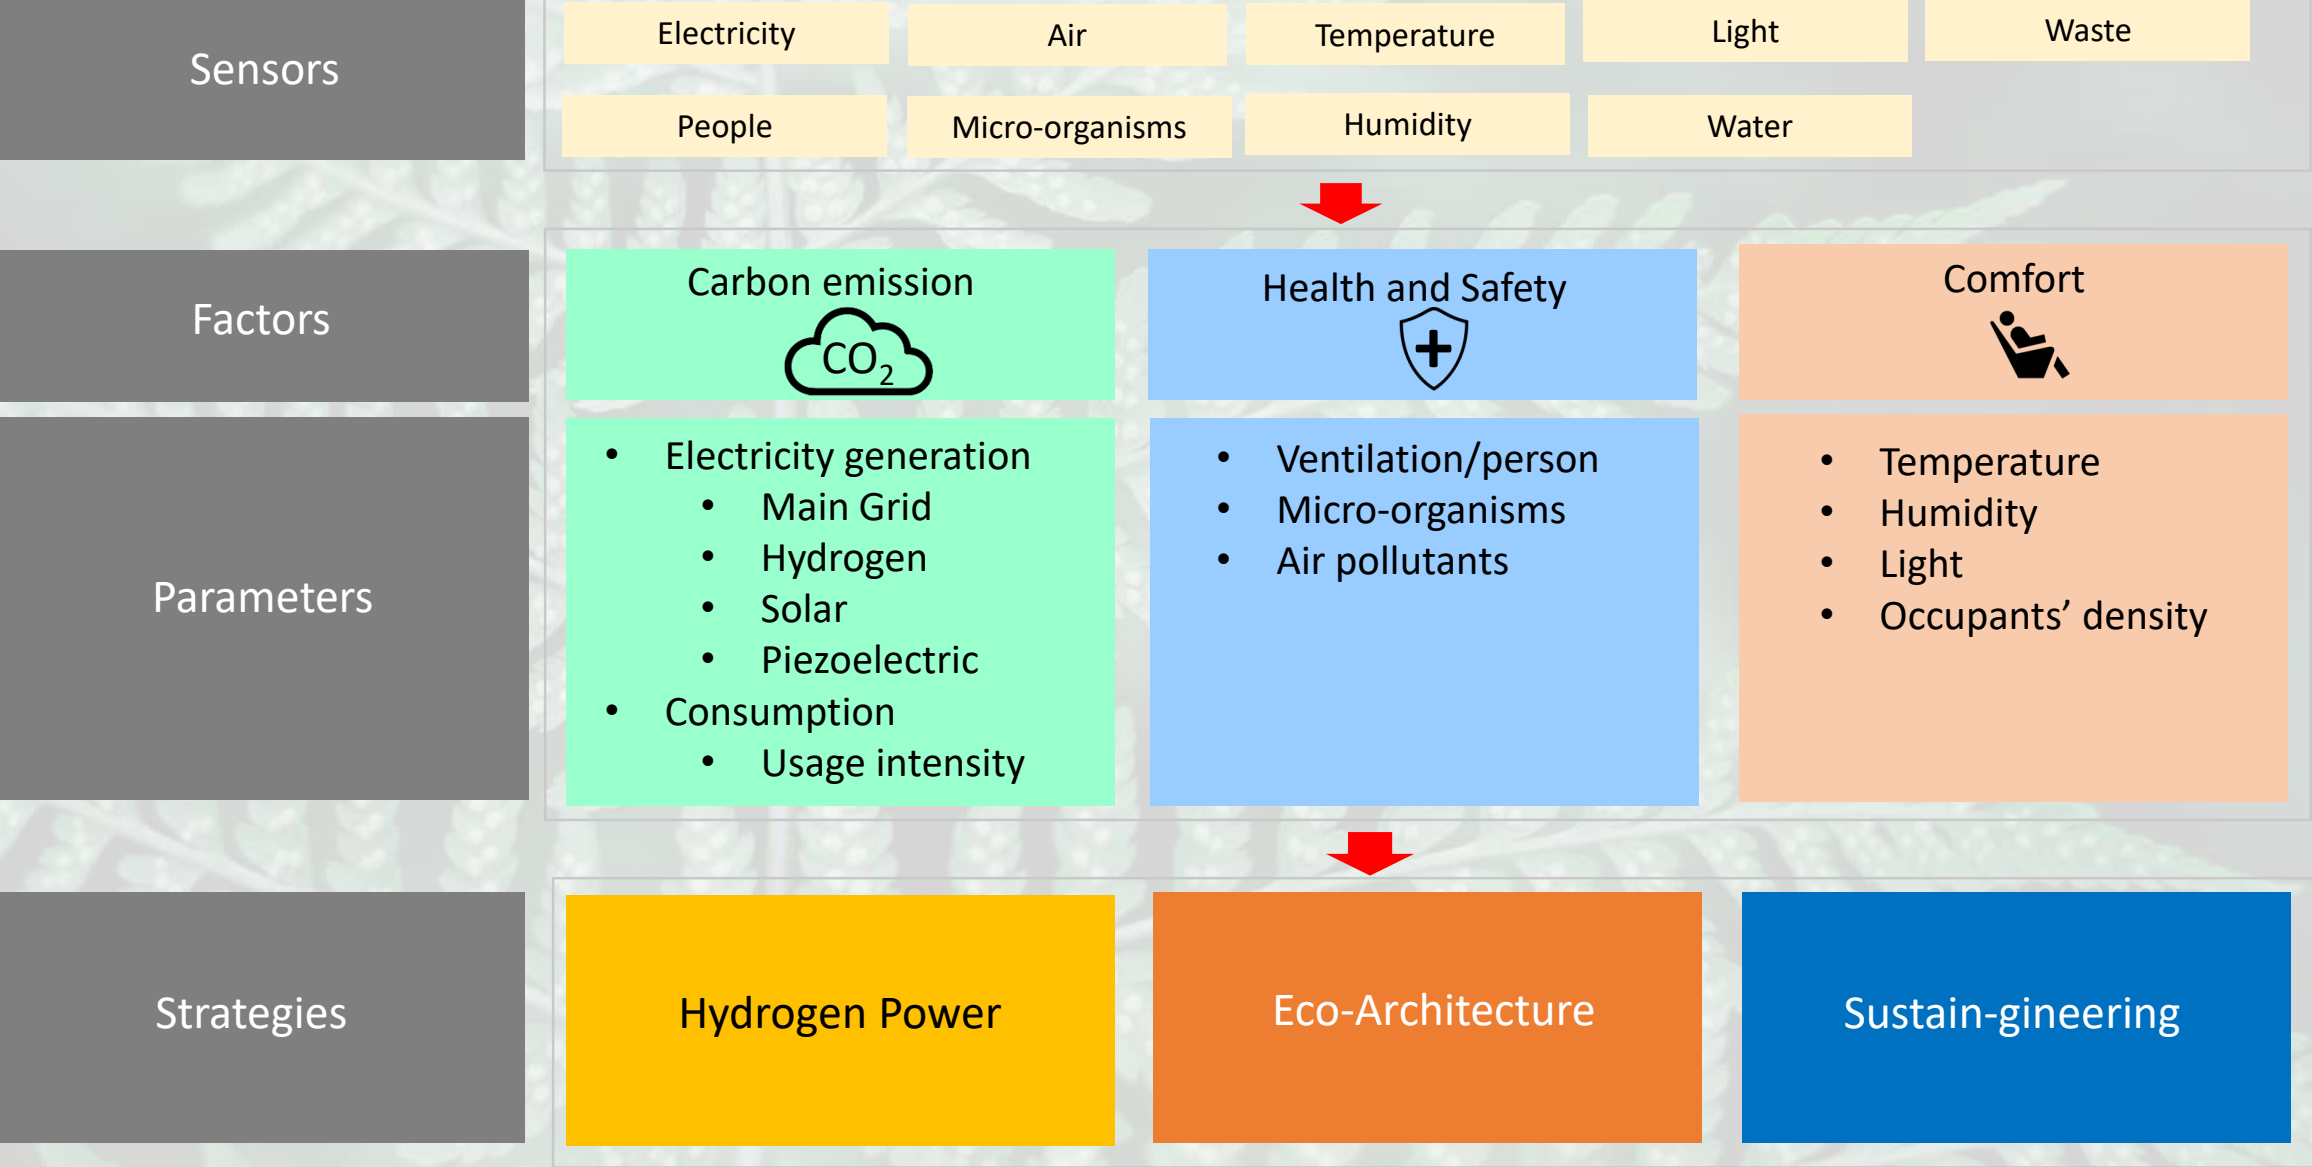 Sensors
Electricity
Air
Temperature
Light
Waste
People
Micro-organisms
Humidity
Water
Factors
Carbon emission
CO2
Health and Safety
Comfort
Parameters
• Electricity generation
• Main Grid
• Hydrogen
• Solar
• Piezoelectric
• Consumption
• Usage intensity
• Ventilation/person
• Micro-organisms
• Air pollutants
• Temperature
• Humidity
• Light
• Occupants’ density
Strategies
Hydrogen Power
Eco-Architecture
Sustain-gineering